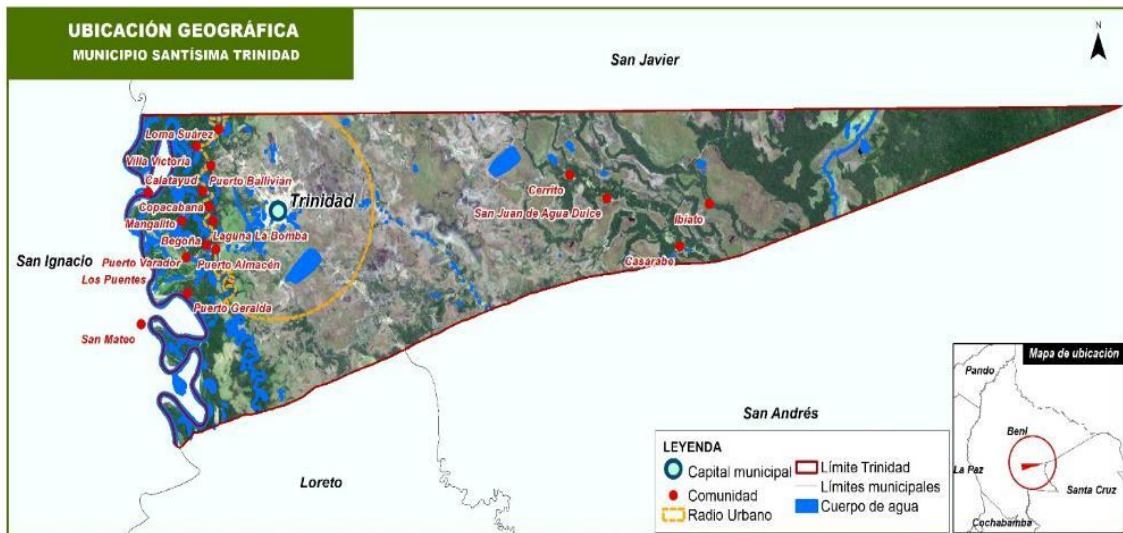 UBICACIÓN GEOGRÁFICA
MUNICIPIO SANTÍSIMA TRINIDAD
N
San Javier
Loma Suárez
Villa Victoria
Calatayud
Puerto Ballivian
Copacabana
Trinidad
Mangalito
Begoña
Laguna La Bomba
San Ignacio
Puerto Varador
Puerto Almacén
Los Puentes
Puerto Geralda
San Mateo
Cerrito
San Juan de Agua Dulce
Ibiato
Casarabe
San Andrés
Loreto
LEYENDA
Capital municipal
Comunidad
Radio Urbano
Límite Trinidad
Límites municipales
Cuerpo de agua
Mapa de ubicación
Pando
Beni
La Paz
Santa Cruz
Cochabamba